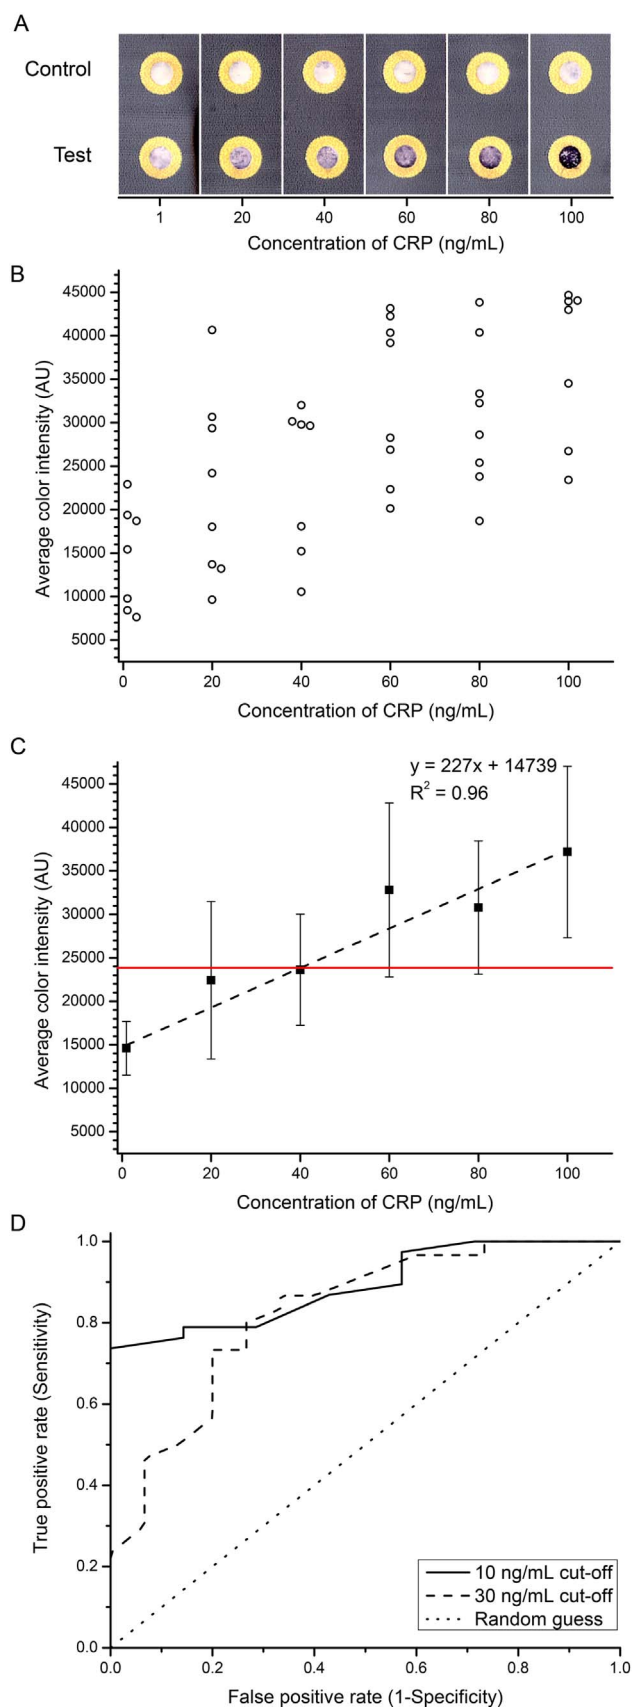 A
Control
Test
1 20 40 60 80 100
Concentration of CRP (ng/mL)
B
Average color intensity (AU)
45000
40000
35000
30000
25000
20000
15000
10000
5000
0 20 40 60 80 100
Concentration of CRP (ng/mL)
C
y = 227x + 14739
R² = 0.96
Average color intensity (AU)
45000
40000
35000
30000
25000
20000
15000
10000
5000
0 20 40 60 80 100
Concentration of CRP (ng/mL)
D
True positive rate (Sensitivity)
1.0
0.8
0.6
0.4
0.2
0.0
10 ng/mL cut-off
30 ng/mL cut-off
Random guess
0.0 0.2 0.4 0.6 0.8 1.0
False positive rate (1-Specificity)